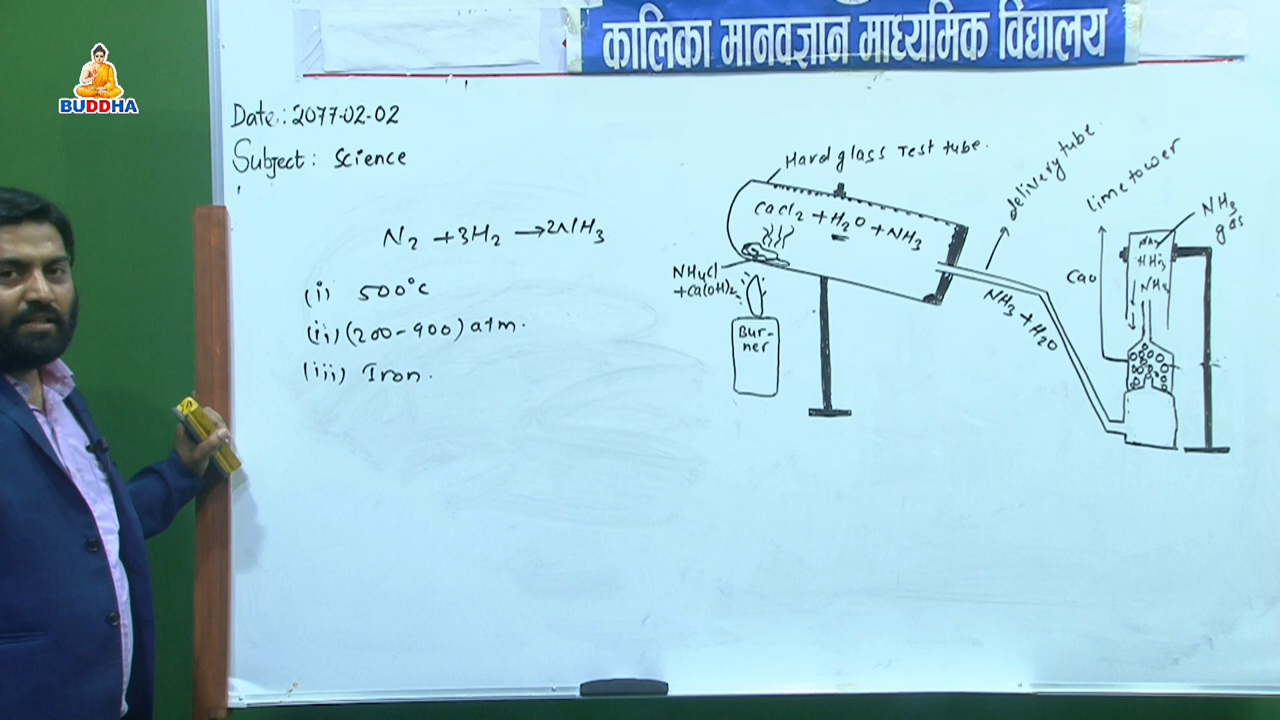 BUDDHA
कालिका मानवज्ञान माध्यमिक विद्यालय
Date: 2077-02-02
Subject: Science
N2 + 3H2 → 2NH3
(i) 500°c
(ii) (200-900) atm.
(iii) Iron.
Hard glass Test tube.
CaCl2 + H2O + NH3
NH4Cl
+ Ca(OH)2
Bur-
ner
delivery tube.
NH3 + H2O
lime tower
CaO
NH3
gas
NH3
NH3